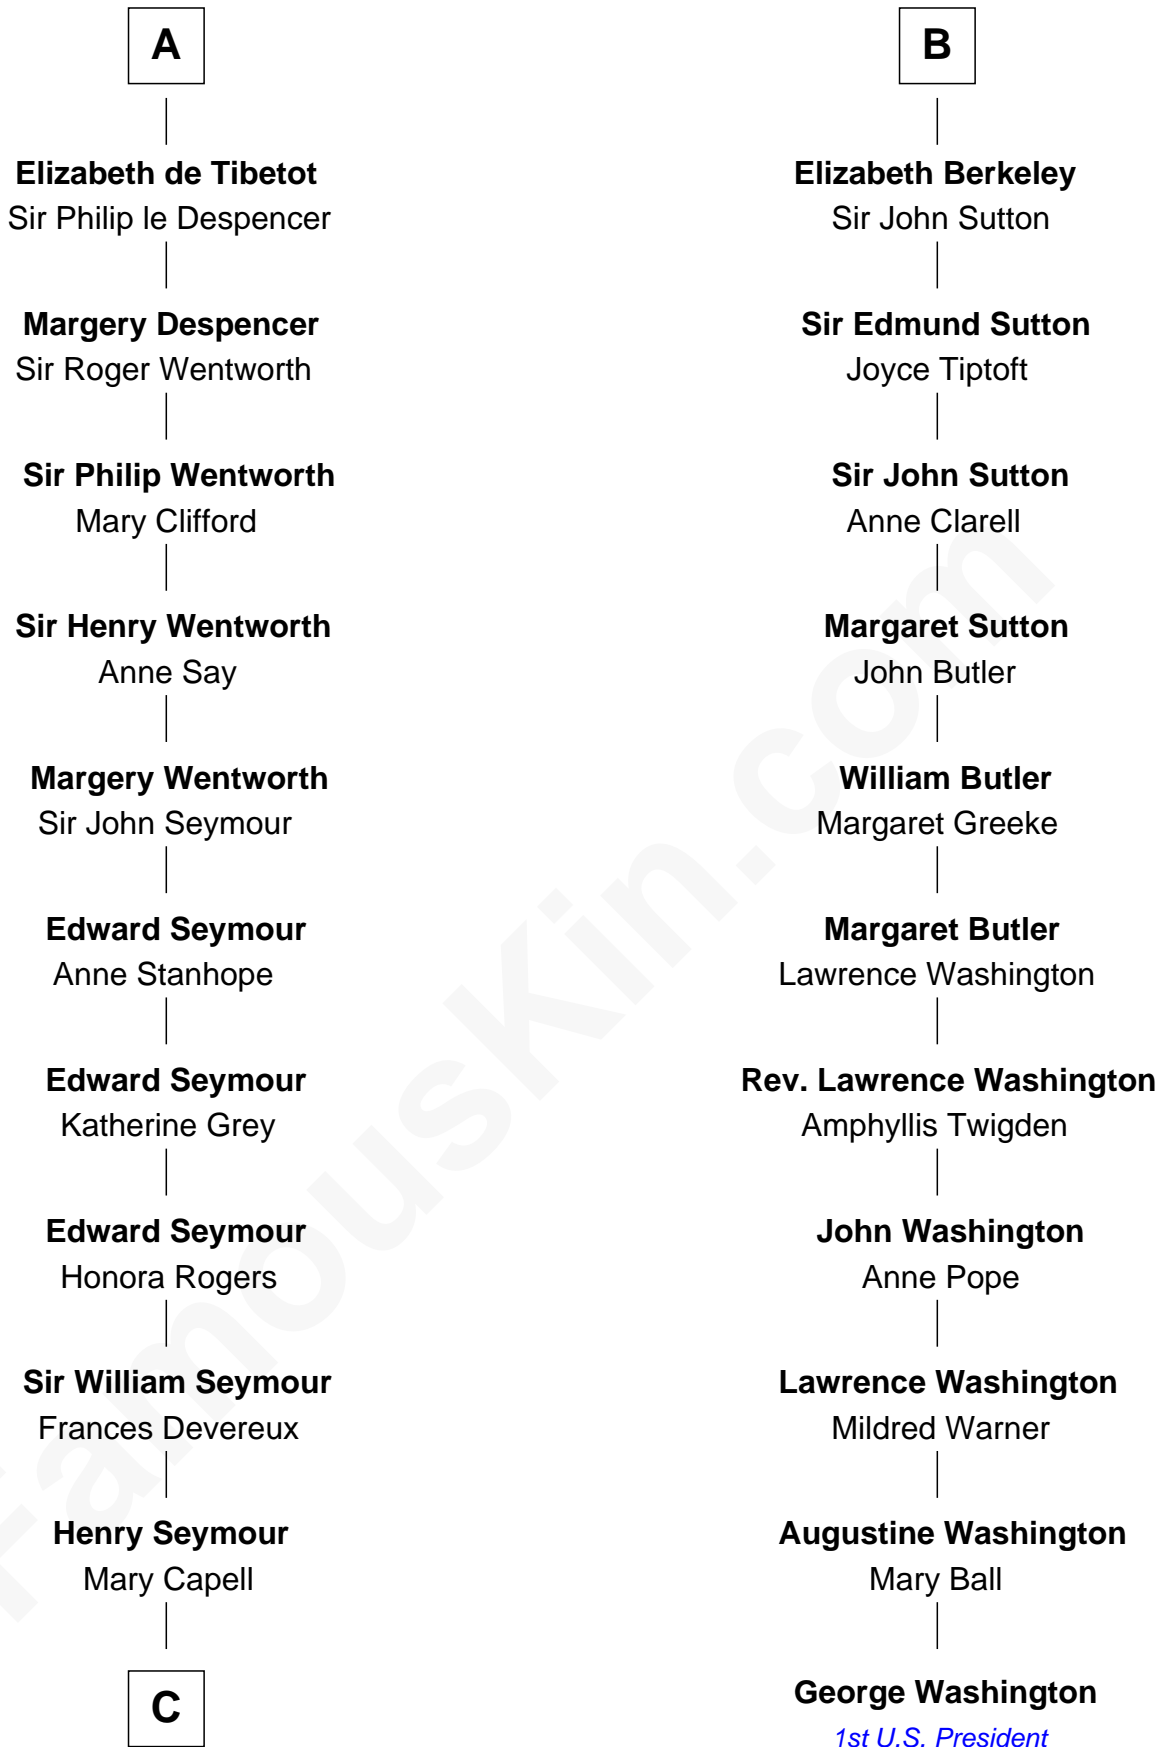 A
Elizabeth de Tibetot
Sir Philip le Despencer
Margery Despencer
Sir Roger Wentworth
Sir Philip Wentworth
Mary Clifford
Sir Henry Wentworth
Anne Say
Margery Wentworth
Sir John Seymour
Edward Seymour
Anne Stanhope
Edward Seymour
Katherine Grey
Edward Seymour
Honora Rogers
Sir William Seymour
Frances Devereux
Henry Seymour
Mary Capell
C
B
Elizabeth Berkeley
Sir John Sutton
Sir Edmund Sutton
Joyce Tiptoft
Sir John Sutton
Anne Clarell
Margaret Sutton
John Butler
William Butler
Margaret Greeke
Margaret Butler
Lawrence Washington
Rev. Lawrence Washington
Amphyllis Twigden
John Washington
Anne Pope
Lawrence Washington
Mildred Warner
Augustine Washington
Mary Ball
George Washington
1st U.S. President
FamousKin.com